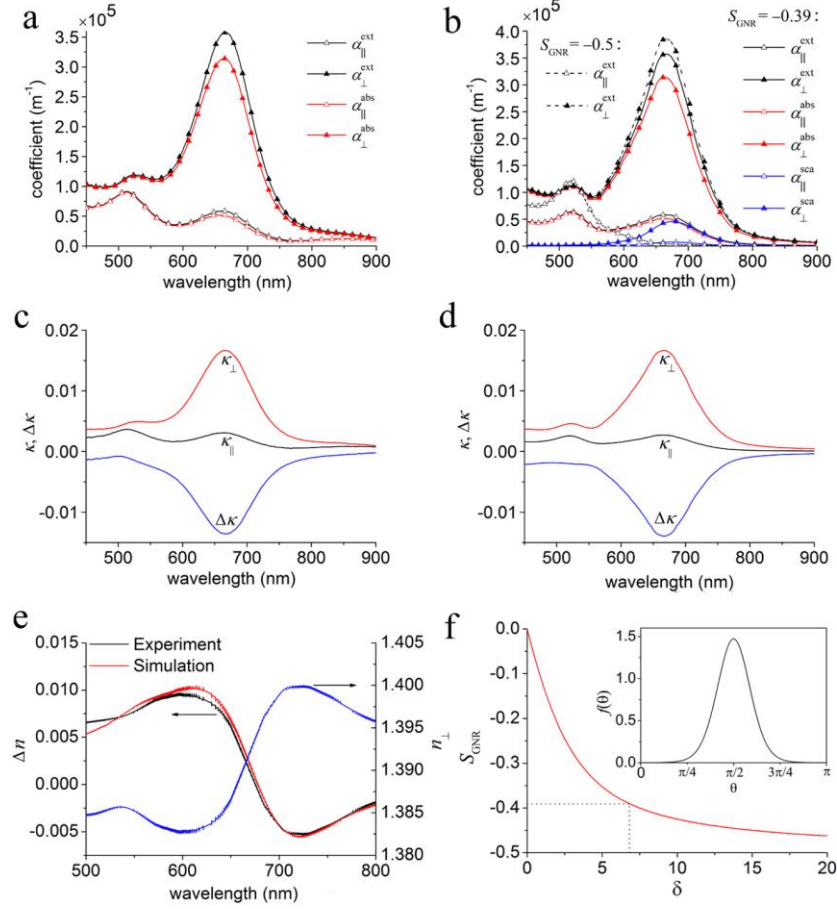 a
× 10⁵
3.5
3.0
2.5
2.0
1.5
1.0
0.5
0.0
coefficient (m⁻¹)
α∥ᵉˣᵗ
α⊥ᵉˣᵗ
α∥ᵃᵇˢ
α⊥ᵃᵇˢ
500 600 700 800 900
wavelength (nm)
b
× 10⁵
4.0
3.5
3.0
2.5
2.0
1.5
1.0
0.5
0.0
coefficient (m⁻¹)
S_GNR = –0.5 :
α∥ᵉˣᵗ
α⊥ᵉˣᵗ
S_GNR = –0.39 :
α∥ᵉˣᵗ
α⊥ᵉˣᵗ
α∥ᵃᵇˢ
α⊥ᵃᵇˢ
α∥ˢᶜᵃ
α⊥ˢᶜᵃ
500 600 700 800 900
wavelength (nm)
c
0.02
0.01
0.00
-0.01
κ, Δκ
κ⊥
κ∥
Δκ
500 600 700 800 900
wavelength (nm)
d
0.02
0.01
0.00
-0.01
κ⊥
κ∥
Δκ
500 600 700 800 900
wavelength (nm)
e
0.015
0.010
0.005
0.000
-0.005
Δn
Experiment
Simulation
1.405
1.400
1.395
1.390
1.385
1.380
n⊥
500 550 600 650 700 750 800
wavelength (nm)
f
0.0
-0.1
-0.2
-0.3
-0.4
-0.5
S_GNR
1.5
1.0
0.5
0.0
f(θ)
0 π/4 π/2 3π/4 π
θ
0 5 10 15 20
δ